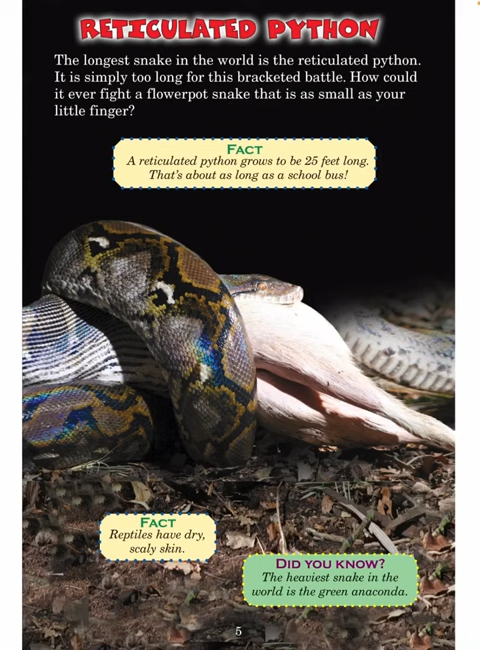 RETICULATED PYTHON
The longest snake in the world is the reticulated python.
It is simply too long for this bracketed battle. How could
it ever fight a flowerpot snake that is as small as your
little finger?
FACT
A reticulated python grows to be 25 feet long.
That's about as long as a school bus!
FACT
Reptiles have dry,
scaly skin.
DID YOU KNOW?
The heaviest snake in the
world is the green anaconda.
5